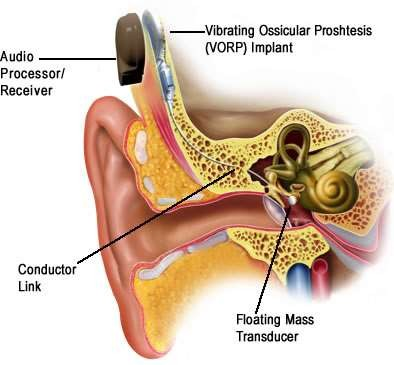 Vibrating Ossicular Proshtesis
(VORP) Implant
Audio
Processor/
Receiver
Conductor
Link
Floating Mass
Transducer